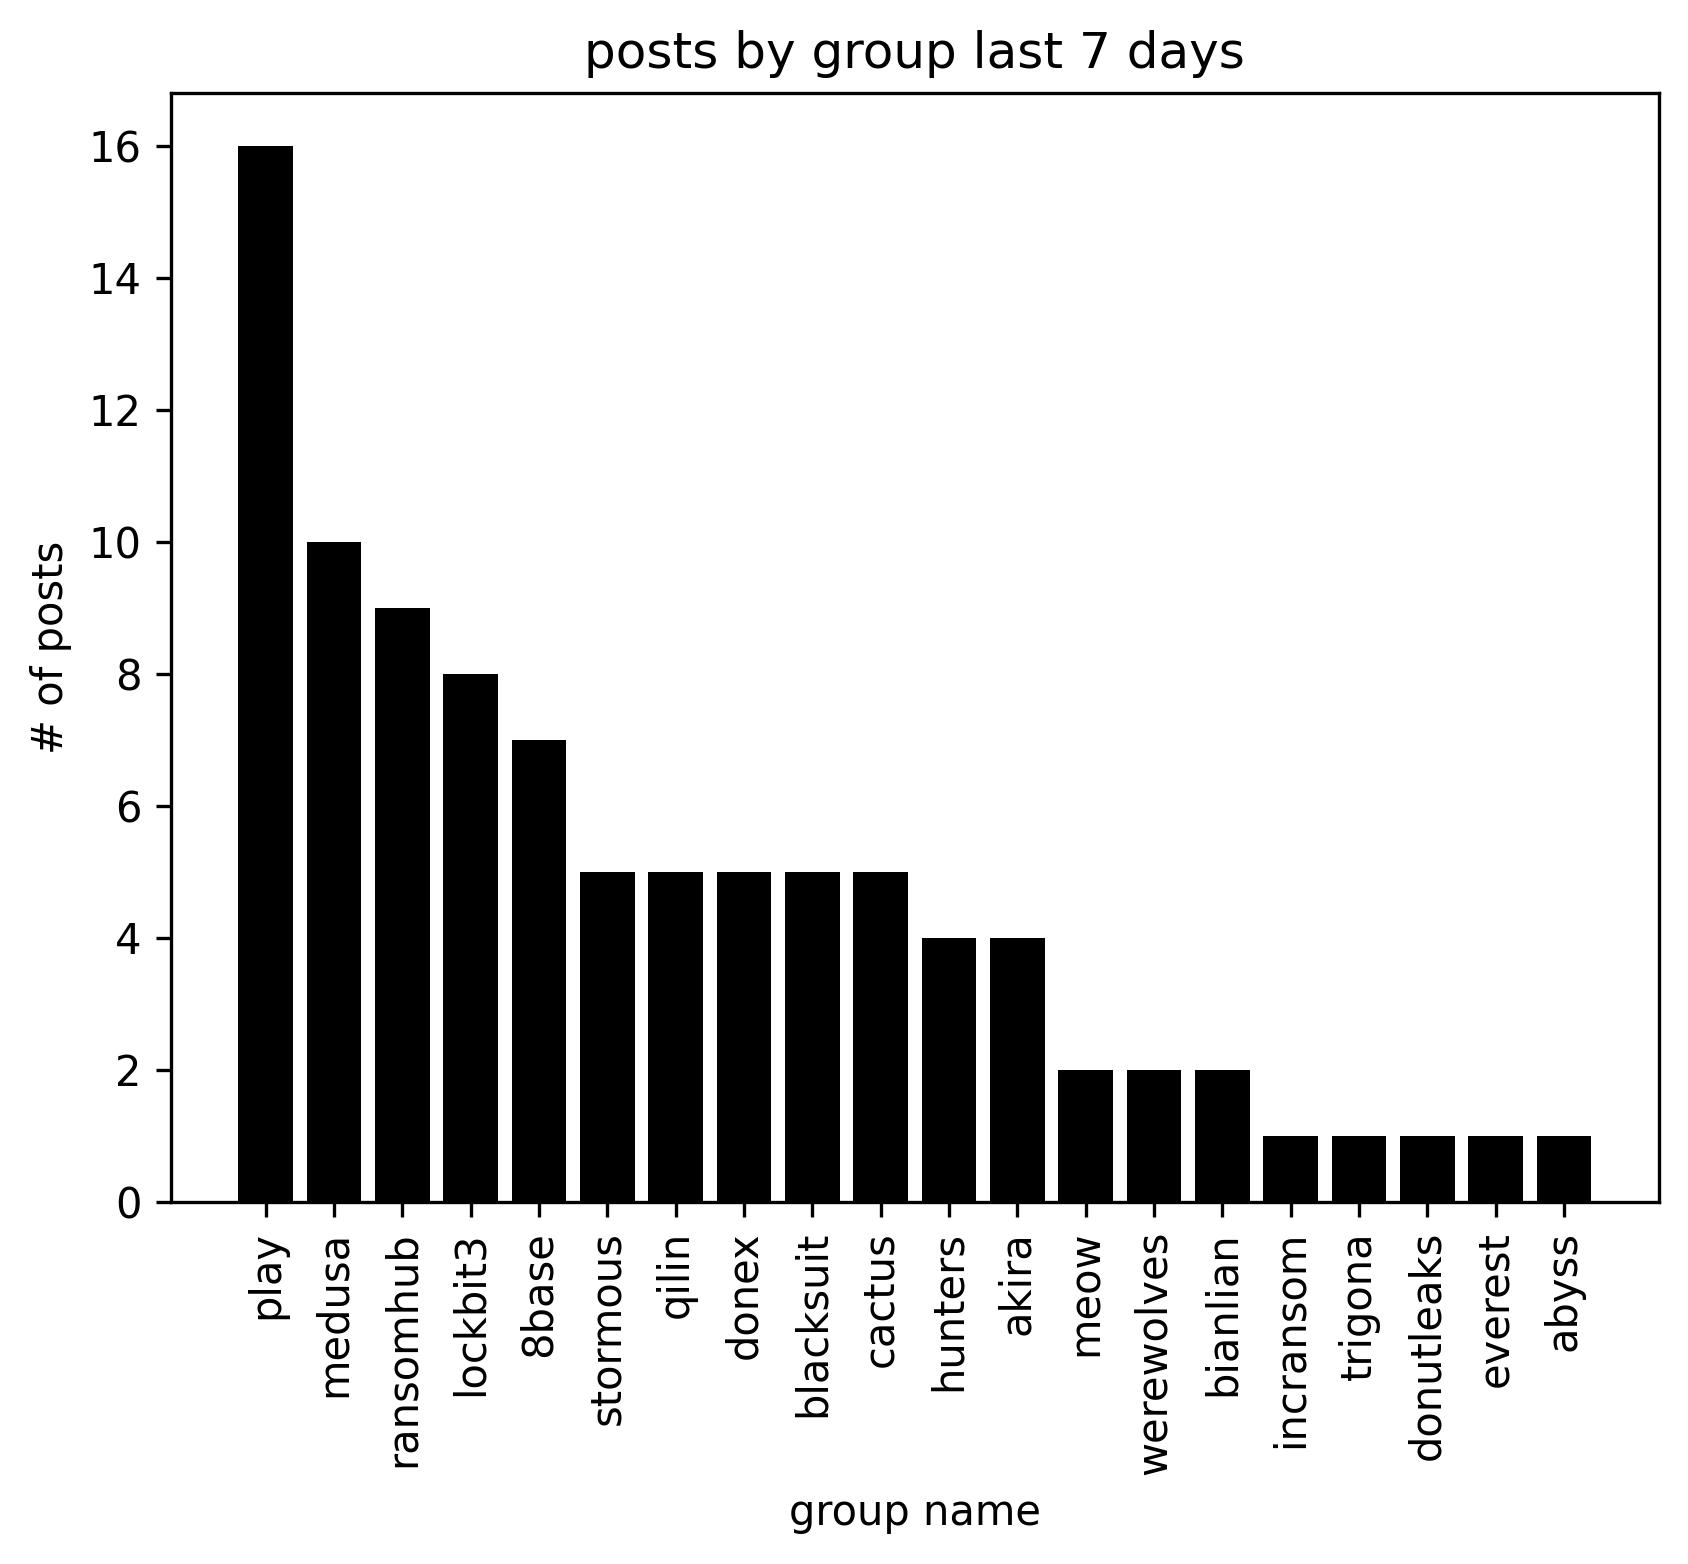 posts by group last 7 days
16
14
12
10
8
6
4
2
0
# of posts
play
medusa
ransomhub
lockbit3
8base
stormous
qilin
donex
blacksuit
cactus
hunters
akira
meow
werewolves
bianlian
incransom
trigona
donutleaks
everest
abyss
group name